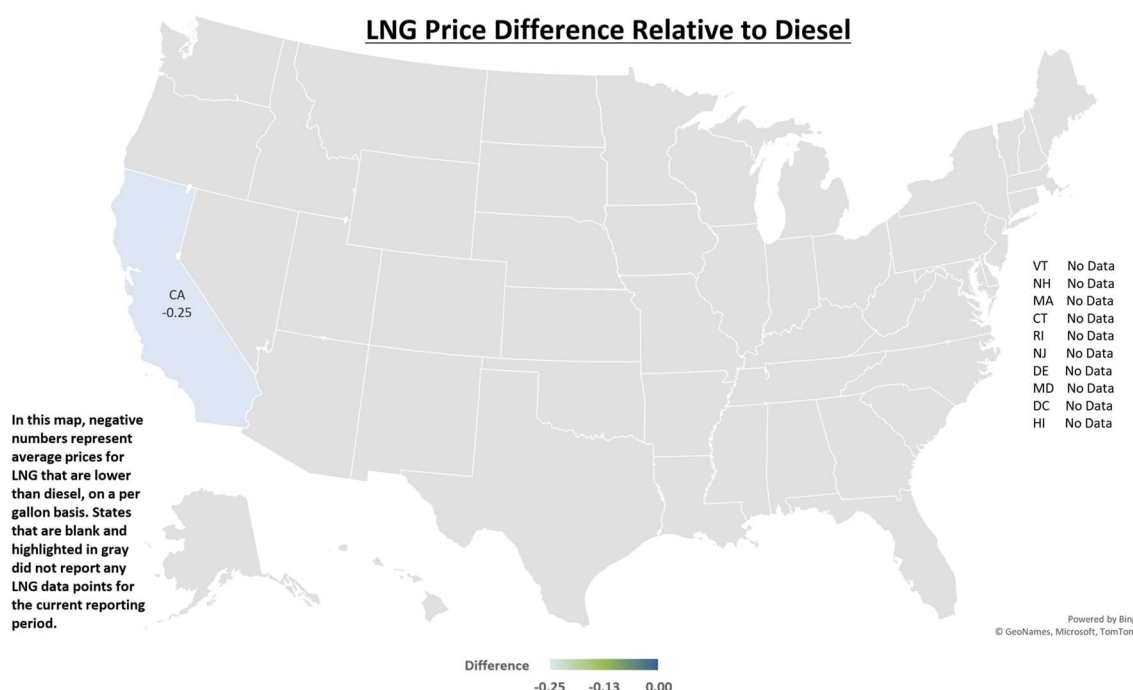 LNG Price Difference Relative to Diesel
CA
-0.25
VT No Data
NH No Data
MA No Data
CT No Data
RI No Data
NJ No Data
DE No Data
MD No Data
DC No Data
HI No Data
In this map, negative
numbers represent
average prices for
LNG that are lower
than diesel, on a per
gallon basis. States
that are blank and
highlighted in gray
did not report any
LNG data points for
the current reporting
period.
Powered by Bing
© GeoNames, Microsoft, TomTom
Difference
-0.25 -0.13 0.00